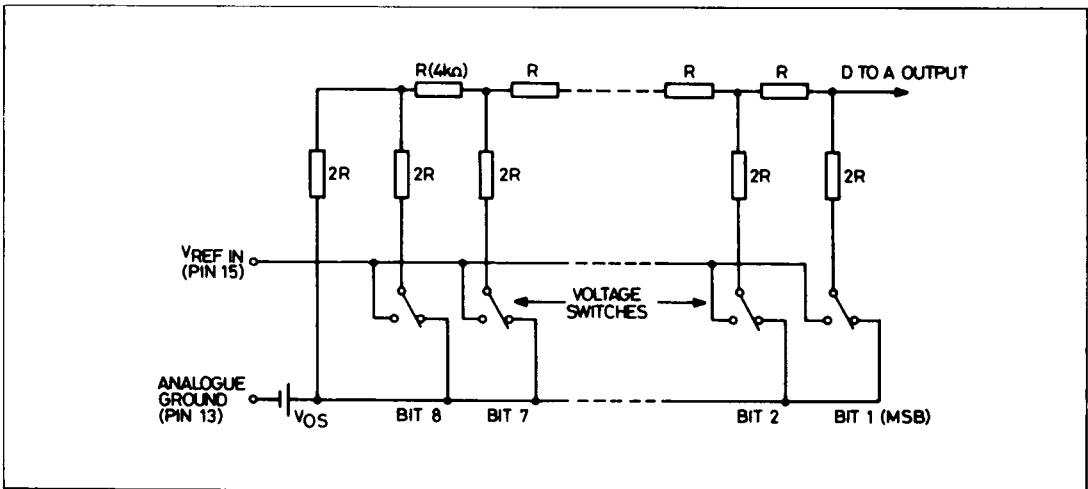 R(4kΩ) R R R D TO A OUTPUT
2R 2R 2R 2R 2R
VREF IN
(PIN 15)
VOLTAGE
SWITCHES
ANALOGUE
GROUND
(PIN 13)
VOS
BIT 8 BIT 7 BIT 2 BIT 1 (MSB)